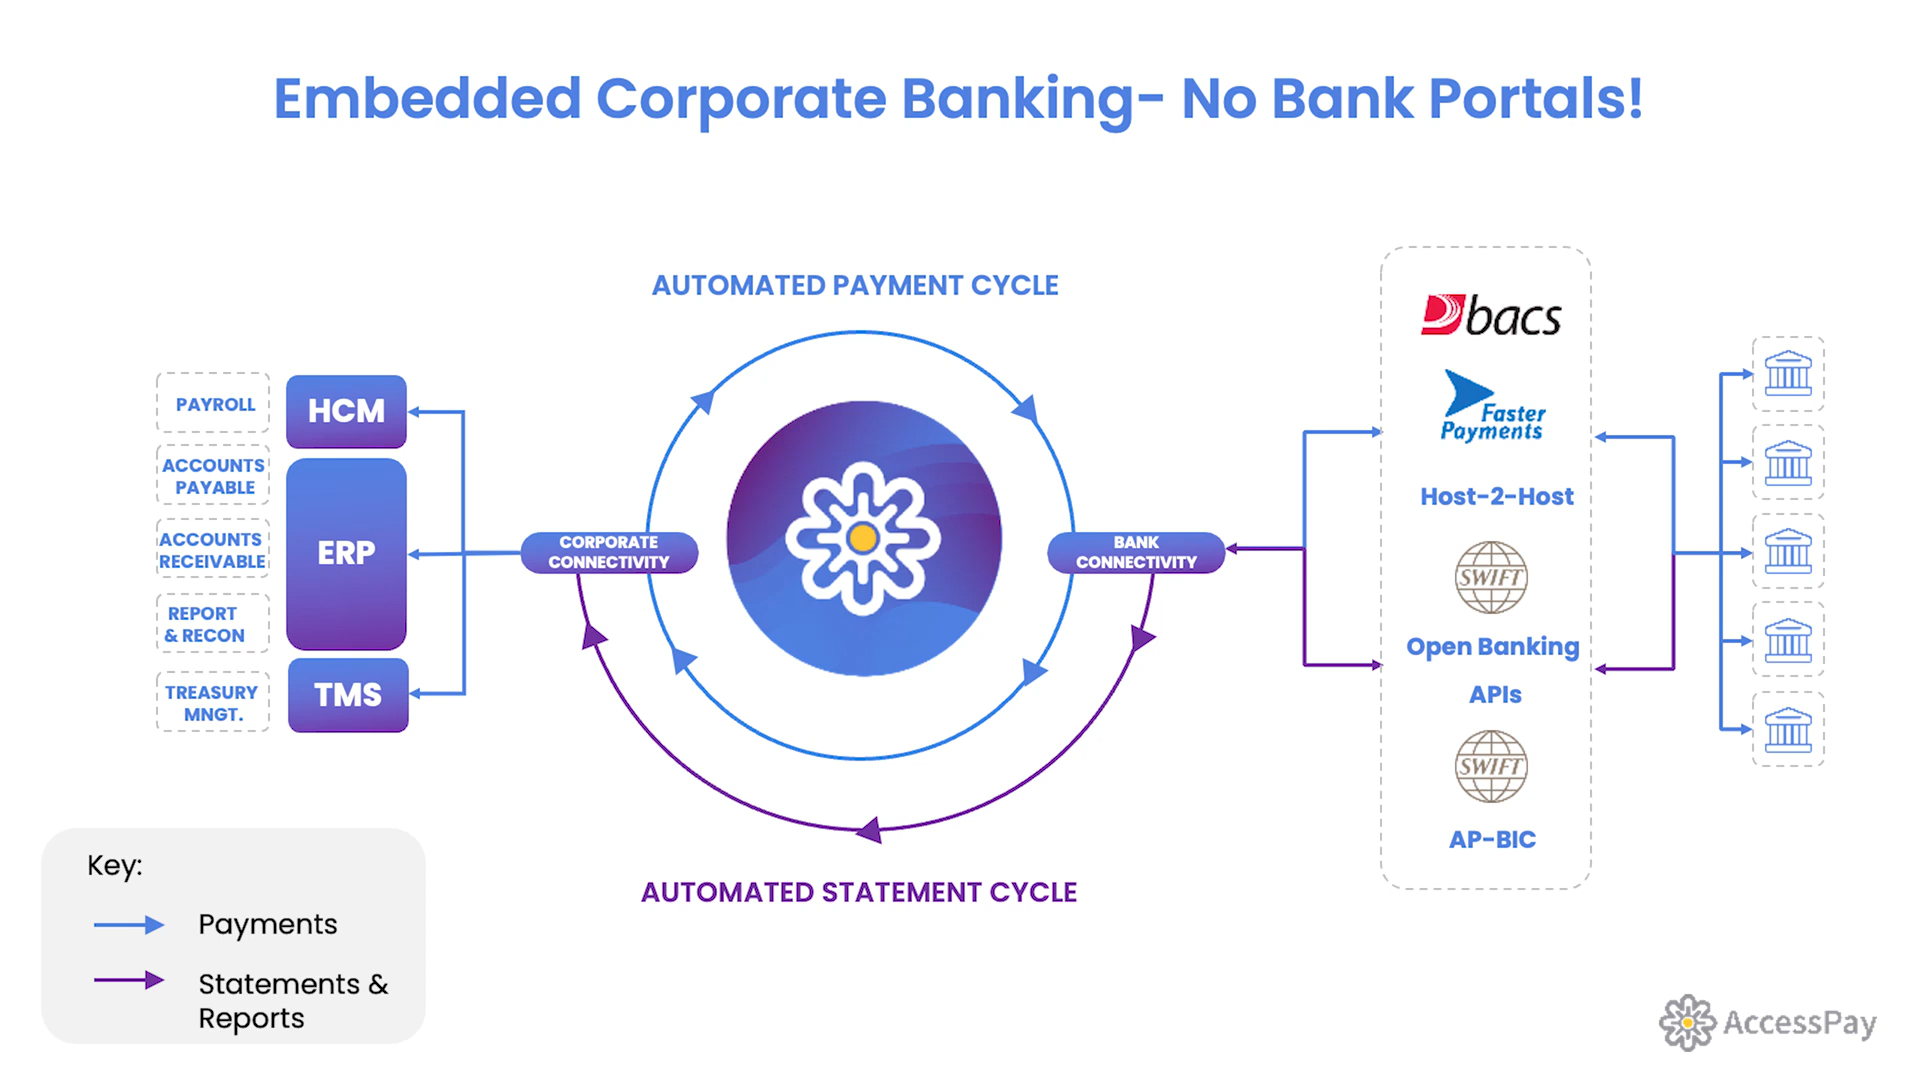 Embedded Corporate Banking- No Bank Portals!
AUTOMATED PAYMENT CYCLE
PAYROLL
HCM
ACCOUNTS
PAYABLE
ACCOUNTS
RECEIVABLE
ERP
REPORT
& RECON
TREASURY
MNGT.
TMS
CORPORATE
CONNECTIVITY
BANK
CONNECTIVITY
bacs
Faster
Payments
Host-2-Host
SWIFT
Open Banking
APIs
SWIFT
AP-BIC
AUTOMATED STATEMENT CYCLE
Key:
Payments
Statements &
Reports
AccessPay